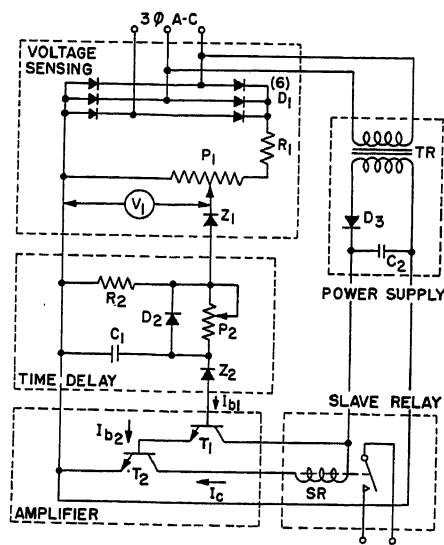 3Ø A-C
VOLTAGE SENSING
(6)
D1
R1
P1
TR
V1
Z1
D3
C2
R2
D2
P2
POWER SUPPLY
C1
Z2
TIME DELAY
SLAVE RELAY
Ib1
Ib2
T1
T2
Ic
SR
AMPLIFIER